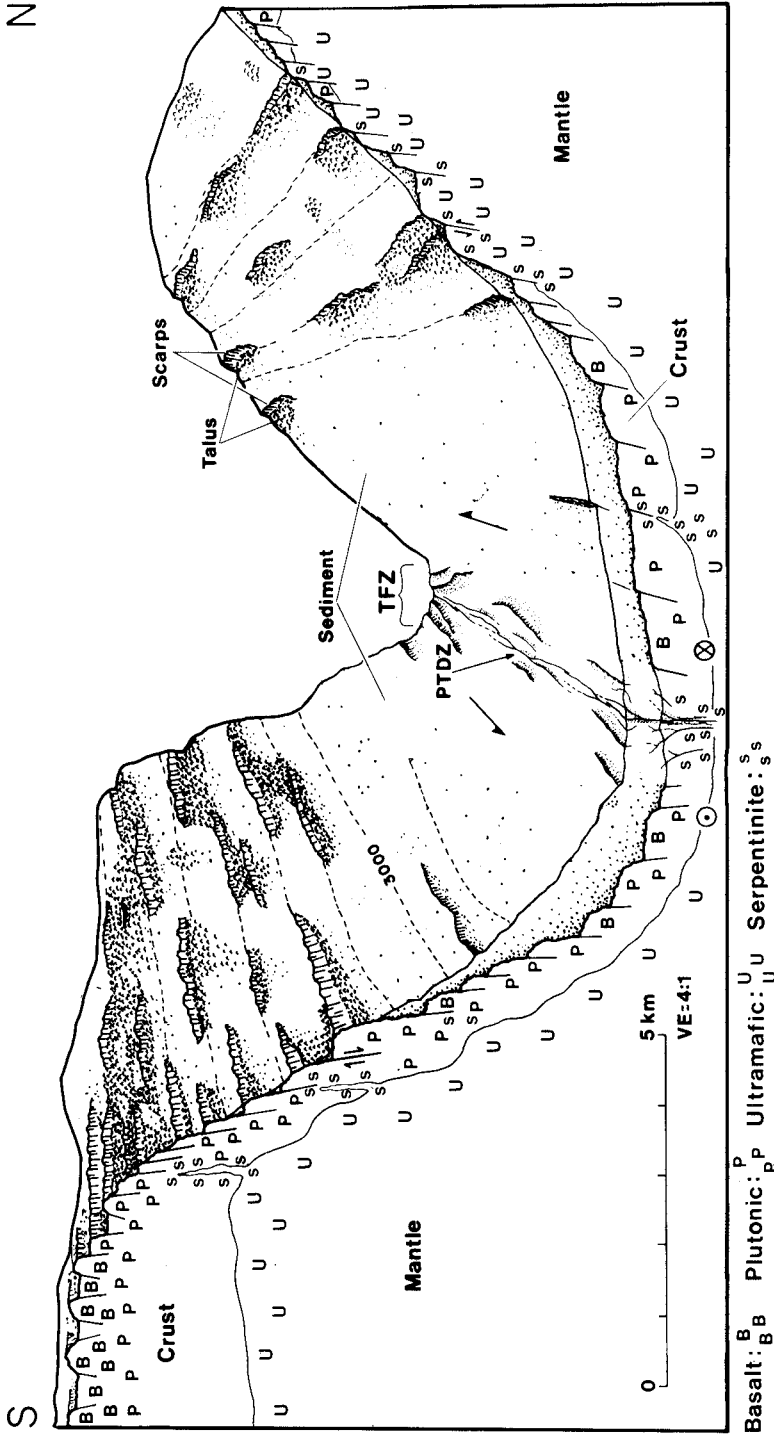 S N
Scarps
Talus
Sediment
TFZ
PTDZ
3000
Crust
Mantle
Crust
Mantle
B B B B B B B B B B B
P P P P P P P
s s s s s s
U U U U U U U
0 5 km
VE=4:1
Basalt: B B B Plutonic: P P P Ultramafic: U U U Serpentinite: s s s